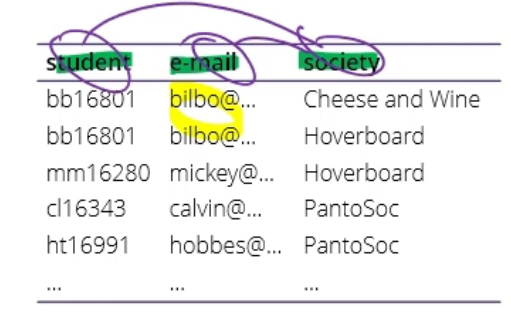 student e-mail society
bb16801 bilbo@... Cheese and Wine
bb16801 bilbo@... Hoverboard
mm16280 mickey@... Hoverboard
cl16343 calvin@... PantoSoc
ht16991 hobbes@... PantoSoc
... ... ...